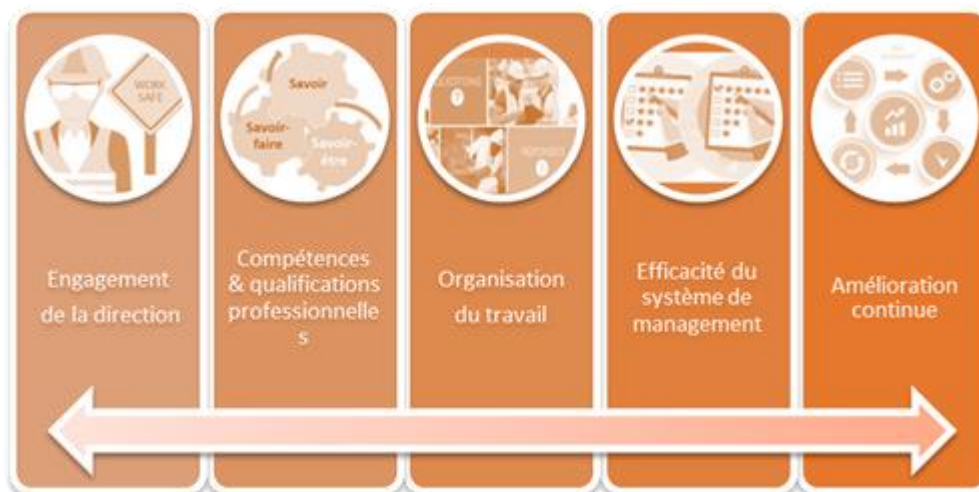 WORK
SAFE
Savoir
Savoir-
faire
Savoir-
être
Engagement
de la direction
Compétences
& qualifications
professionnelle
s
Organisation
du travail
Efficacité du
système de
management
Amélioration
continue